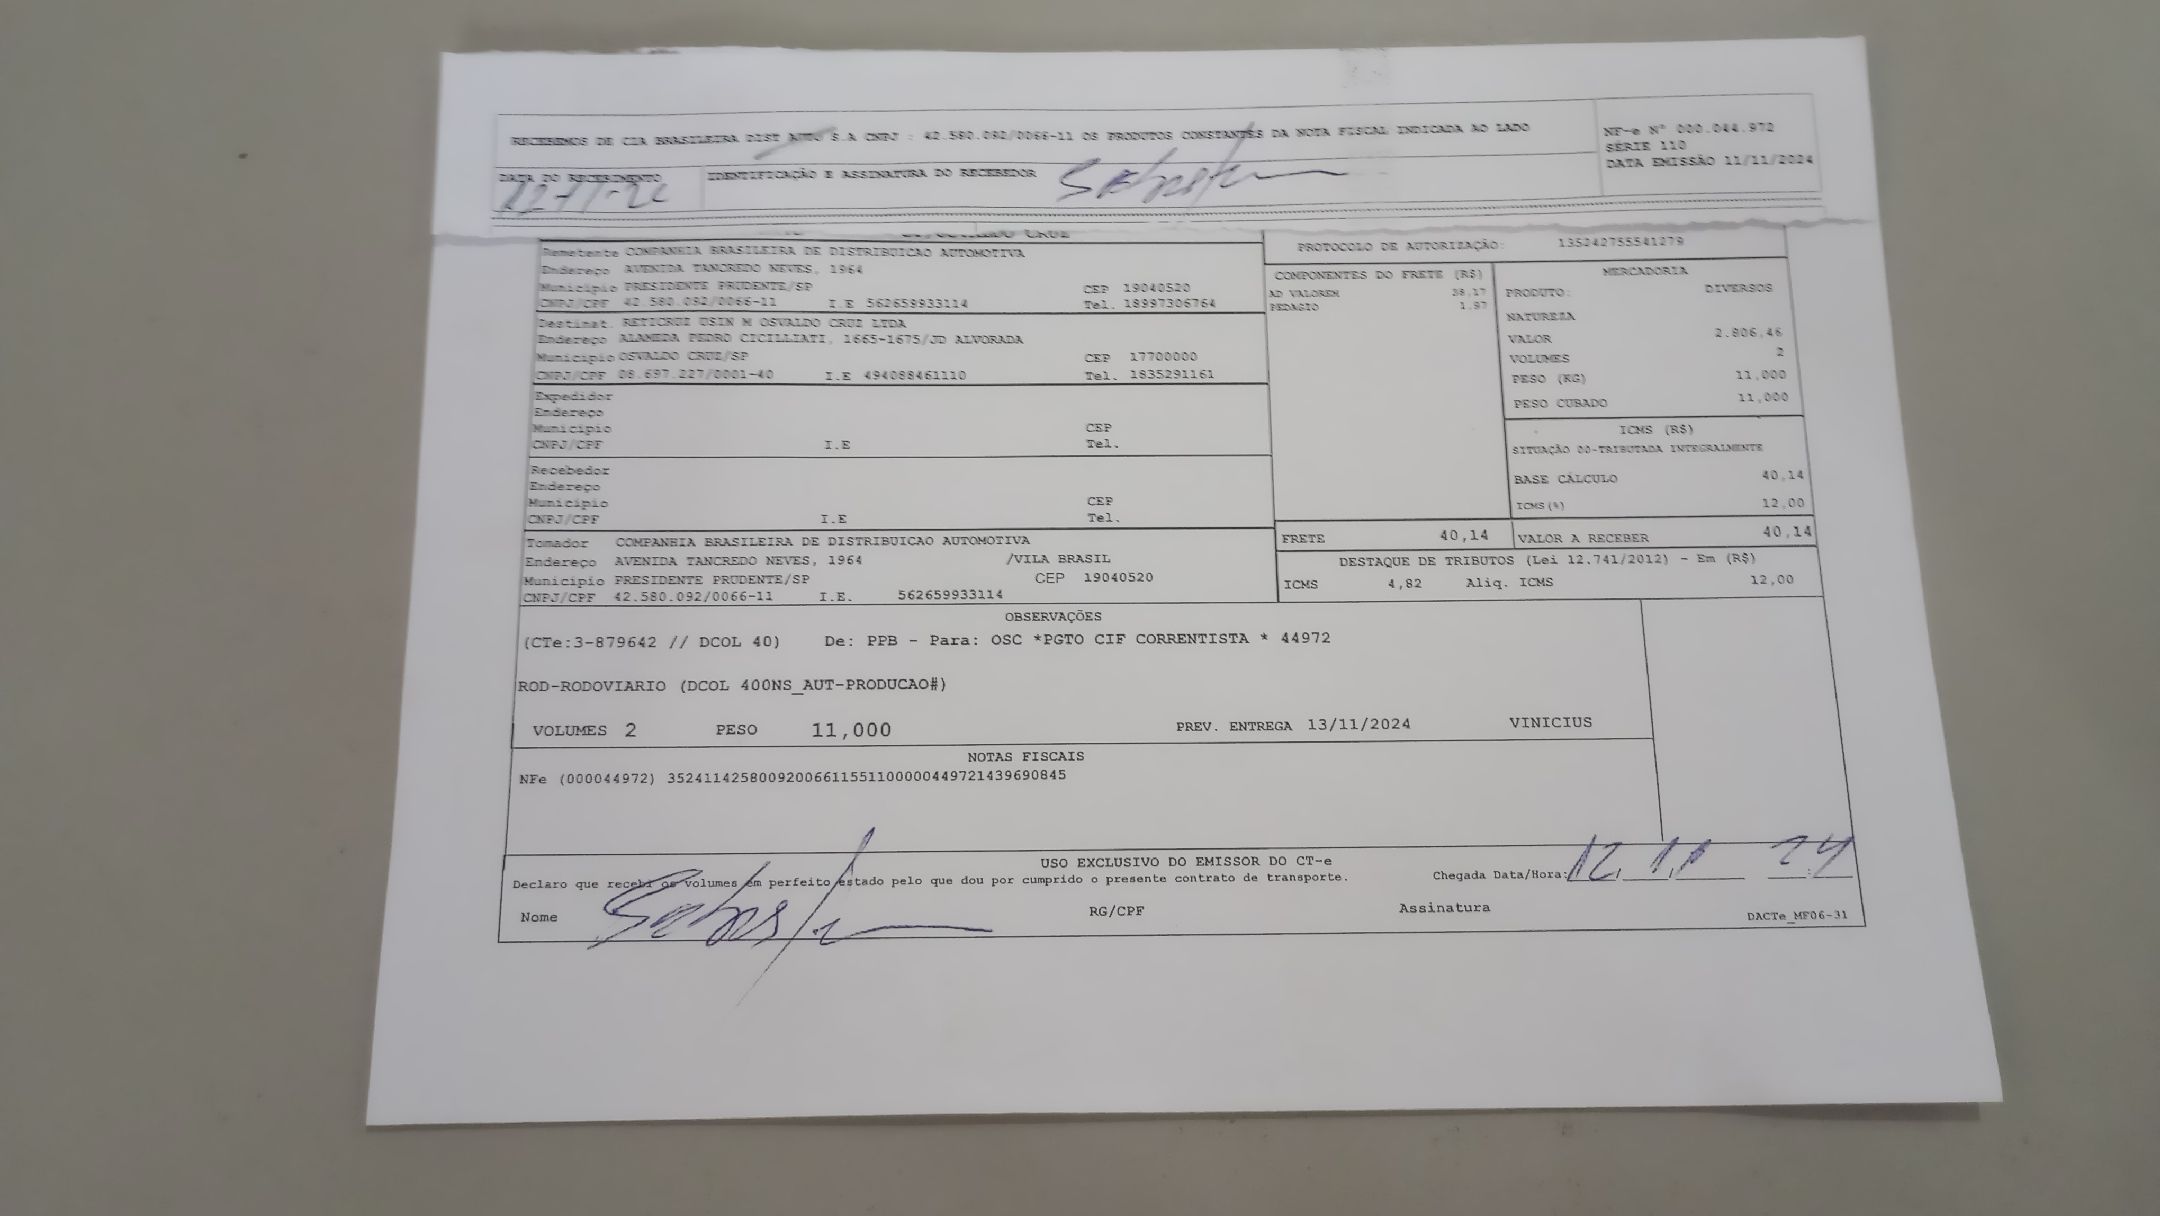 RECEBEMOS DE CIA BRASILEIRA DIST AUTO S.A CNPJ : 42.580.092/0066-11 OS PRODUTOS CONSTANTES DA NOTA FISCAL INDICADA AO LADO
NF-e Nº 000.044.972
SÉRIE 110
DATA EMISSÃO 11/11/2024
DATA DO RECEBIMENTO
IDENTIFICAÇÃO E ASSINATURA DO RECEBEDOR
CRUZ
Remetente COMPANHIA BRASILEIRA DE DISTRIBUICAO AUTOMOTIVA
Endereço AVENIDA TANCREDO NEVES, 1964
Município PRESIDENTE PRUDENTE/SP CEP 19040520
CNPJ/CPF 42.580.092/0066-11 I.E 562659933114 Tel. 18997306764
Destinat. RETICRUZ USIN M OSVALDO CRUZ LTDA
Endereço ALAMEDA PEDRO CICILLIATI, 1665-1675/JD ALVORADA
Município OSVALDO CRUZ/SP CEP 17700000
CNPJ/CPF 08.697.227/0001-40 I.E 494088461110 Tel. 1835291161
Expedidor
Endereço
Município CEP
CNPJ/CPF I.E Tel.
Recebedor
Endereço
Município CEP
CNPJ/CPF I.E Tel.
Tomador COMPANHIA BRASILEIRA DE DISTRIBUICAO AUTOMOTIVA
Endereço AVENIDA TANCREDO NEVES, 1964 /VILA BRASIL
Município PRESIDENTE PRUDENTE/SP CEP 19040520
CNPJ/CPF 42.580.092/0066-11 I.E. 562659933114
PROTOCOLO DE AUTORIZAÇÃO: 135242755541279
COMPONENTES DO FRETE (R$)
AD VALOREM 38,17
PEDAGIO 1,97
MERCADORIA
PRODUTO: DIVERSOS
NATUREZA
VALOR 2.806,46
VOLUMES 2
PESO (KG) 11,000
PESO CUBADO 11,000
ICMS (R$)
SITUAÇÃO 00-TRIBUTADA INTEGRALMENTE
BASE CÁLCULO 40,14
ICMS(%) 12,00
FRETE 40,14 VALOR A RECEBER 40,14
DESTAQUE DE TRIBUTOS (Lei 12.741/2012) - Em (R$)
ICMS 4,82 Aliq. ICMS 12,00
OBSERVAÇÕES
(CTe:3-879642 // DCOL 40) De: PPB - Para: OSC *PGTO CIF CORRENTISTA * 44972
ROD-RODOVIARIO (DCOL 400NS_AUT-PRODUCAO#)
VOLUMES 2 PESO 11,000 PREV. ENTREGA 13/11/2024 VINICIUS
NOTAS FISCAIS
NFe (000044972) 35241142580092006611551100000449721439690845
USO EXCLUSIVO DO EMISSOR DO CT-e
Declaro que recebi os volumes em perfeito estado pelo que dou por cumprido o presente contrato de transporte. Chegada Data/Hora: 12 11 24
Nome RG/CPF Assinatura
DACTe_MF06-31